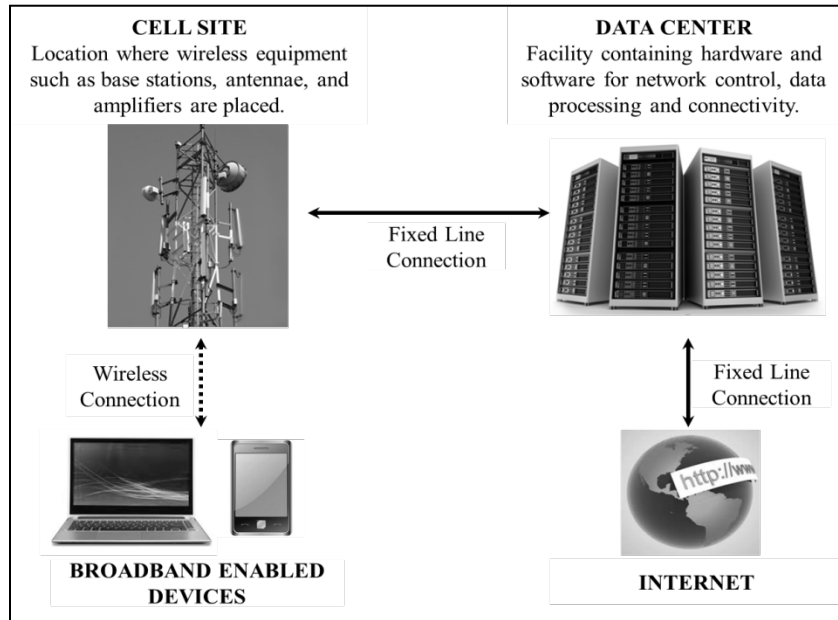 CELL SITE
Location where wireless equipment
such as base stations, antennae, and
amplifiers are placed.
DATA CENTER
Facility containing hardware and
software for network control, data
processing and connectivity.
Fixed Line
Connection
Wireless
Connection
Fixed Line
Connection
http://ww
BROADBAND ENABLED
DEVICES
INTERNET